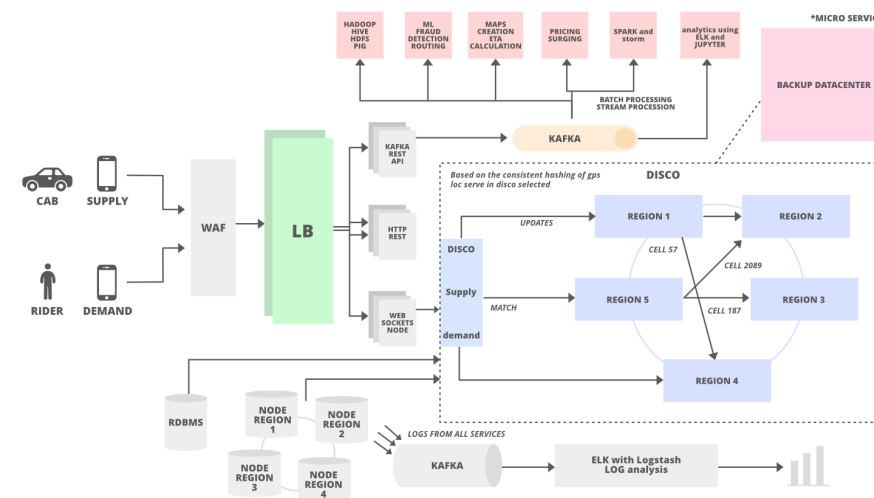 HADOOP
HIVE
HDFS
PIG
ML
FRAUD
DETECTION
ROUTING
MAPS
CREATION
ETA
CALCULATION
PRICING
SURGING
SPARK and
storm
analytics using
ELK and
JUPYTER
*MICRO SERVIC
BACKUP DATACENTER
BATCH PROCESSING
STREAM PROCESSION
KAFKA
KAFKA
REST
API
CAB
SUPPLY
WAF
LB
HTTP
REST
RIDER
DEMAND
WEB
SOCKETS
NODE
Based on the consistent hashing of gps
loc serve in disco selected
DISCO
DISCO
Supply
demand
UPDATES
MATCH
REGION 1
REGION 2
CELL 57
CELL 2089
REGION 5
REGION 3
CELL 187
REGION 4
RDBMS
NODE
REGION
1
NODE
REGION
2
NODE
REGION
3
NODE
REGION
4
LOGS FROM ALL SERVICES
KAFKA
ELK with Logstash
LOG analysis